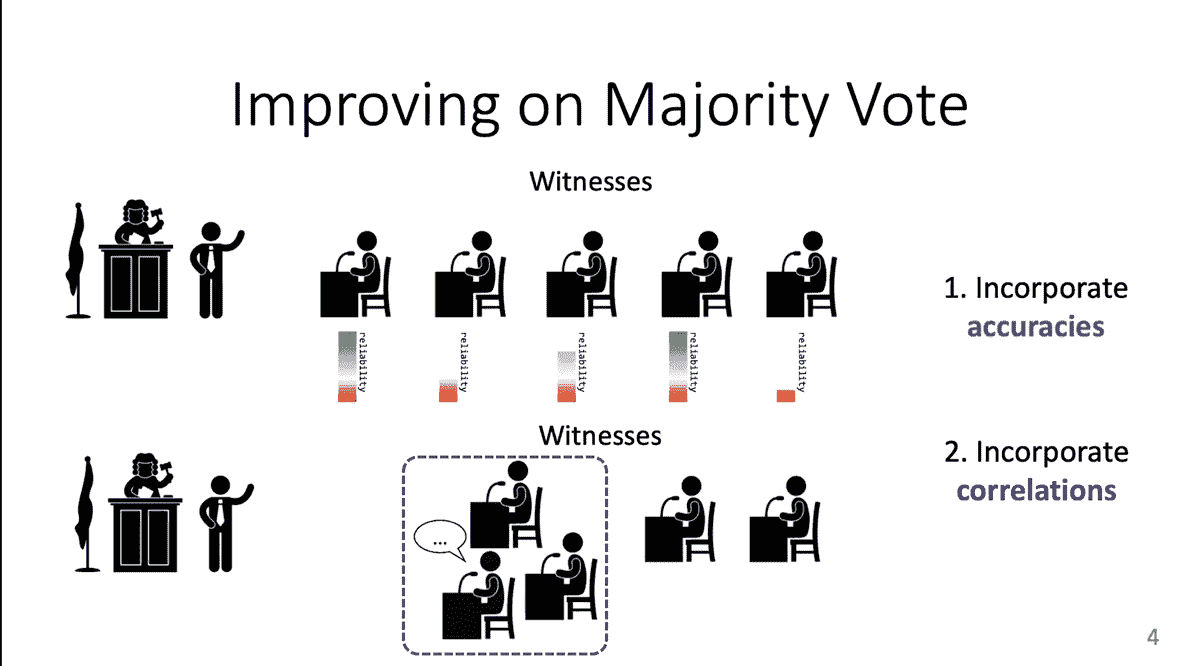 Improving on Majority Vote
Witnesses
1. Incorporate
accuracies
reliability
reliability
reliability
reliability
reliability
Witnesses
2. Incorporate
correlations
...
4